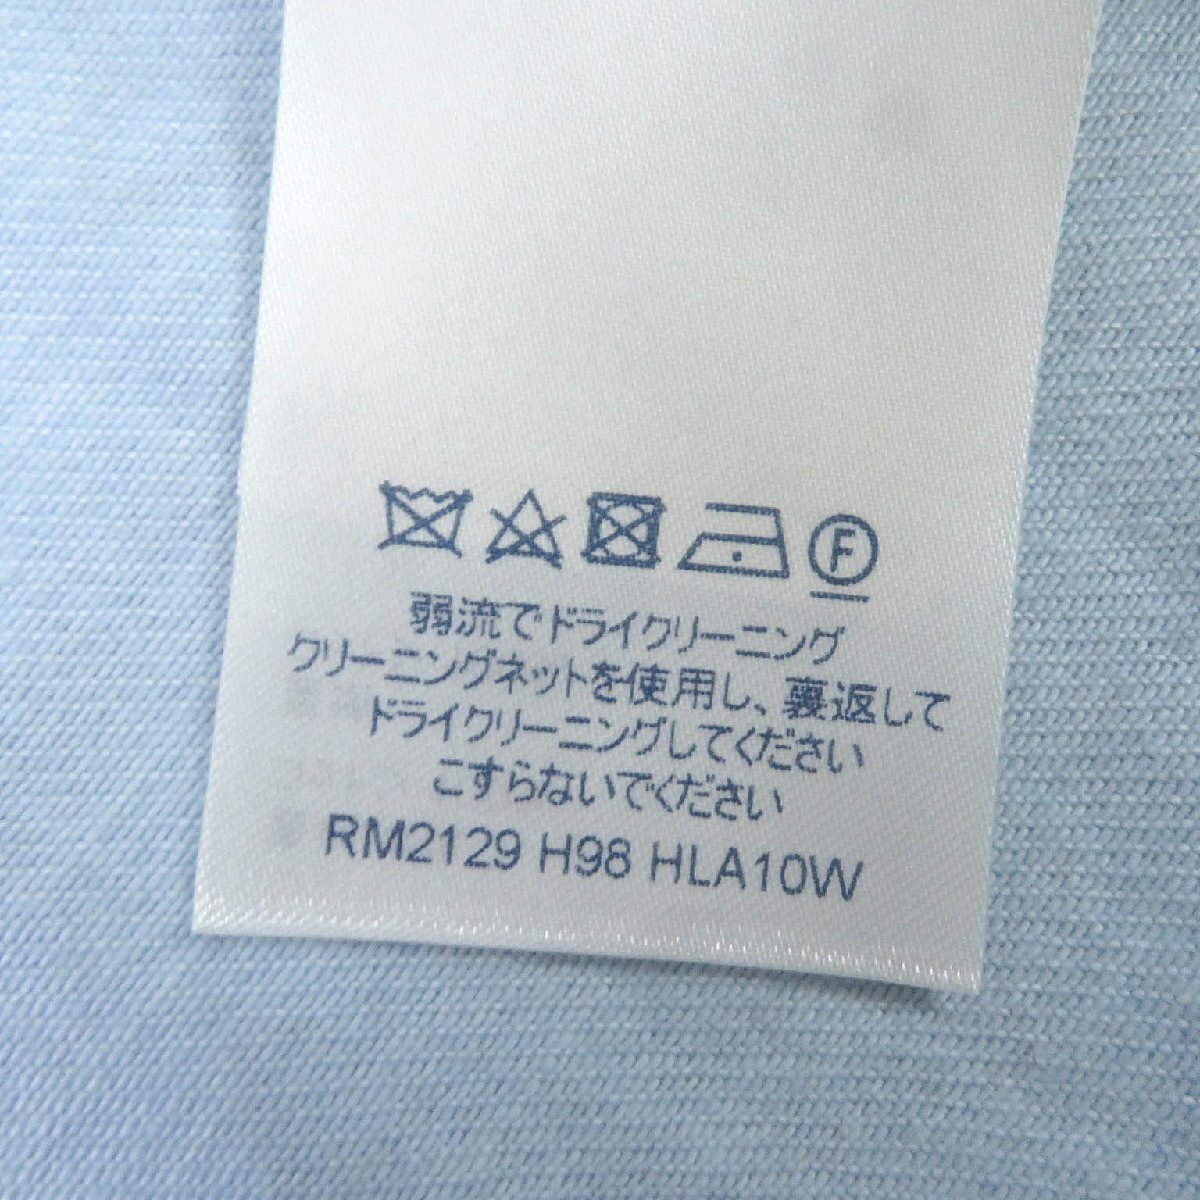 F
弱流でドライクリーニング
クリーニングネットを使用し、裏返して
ドライクリーニングしてください
こすらないでください
RM2129 H98 HLA10W